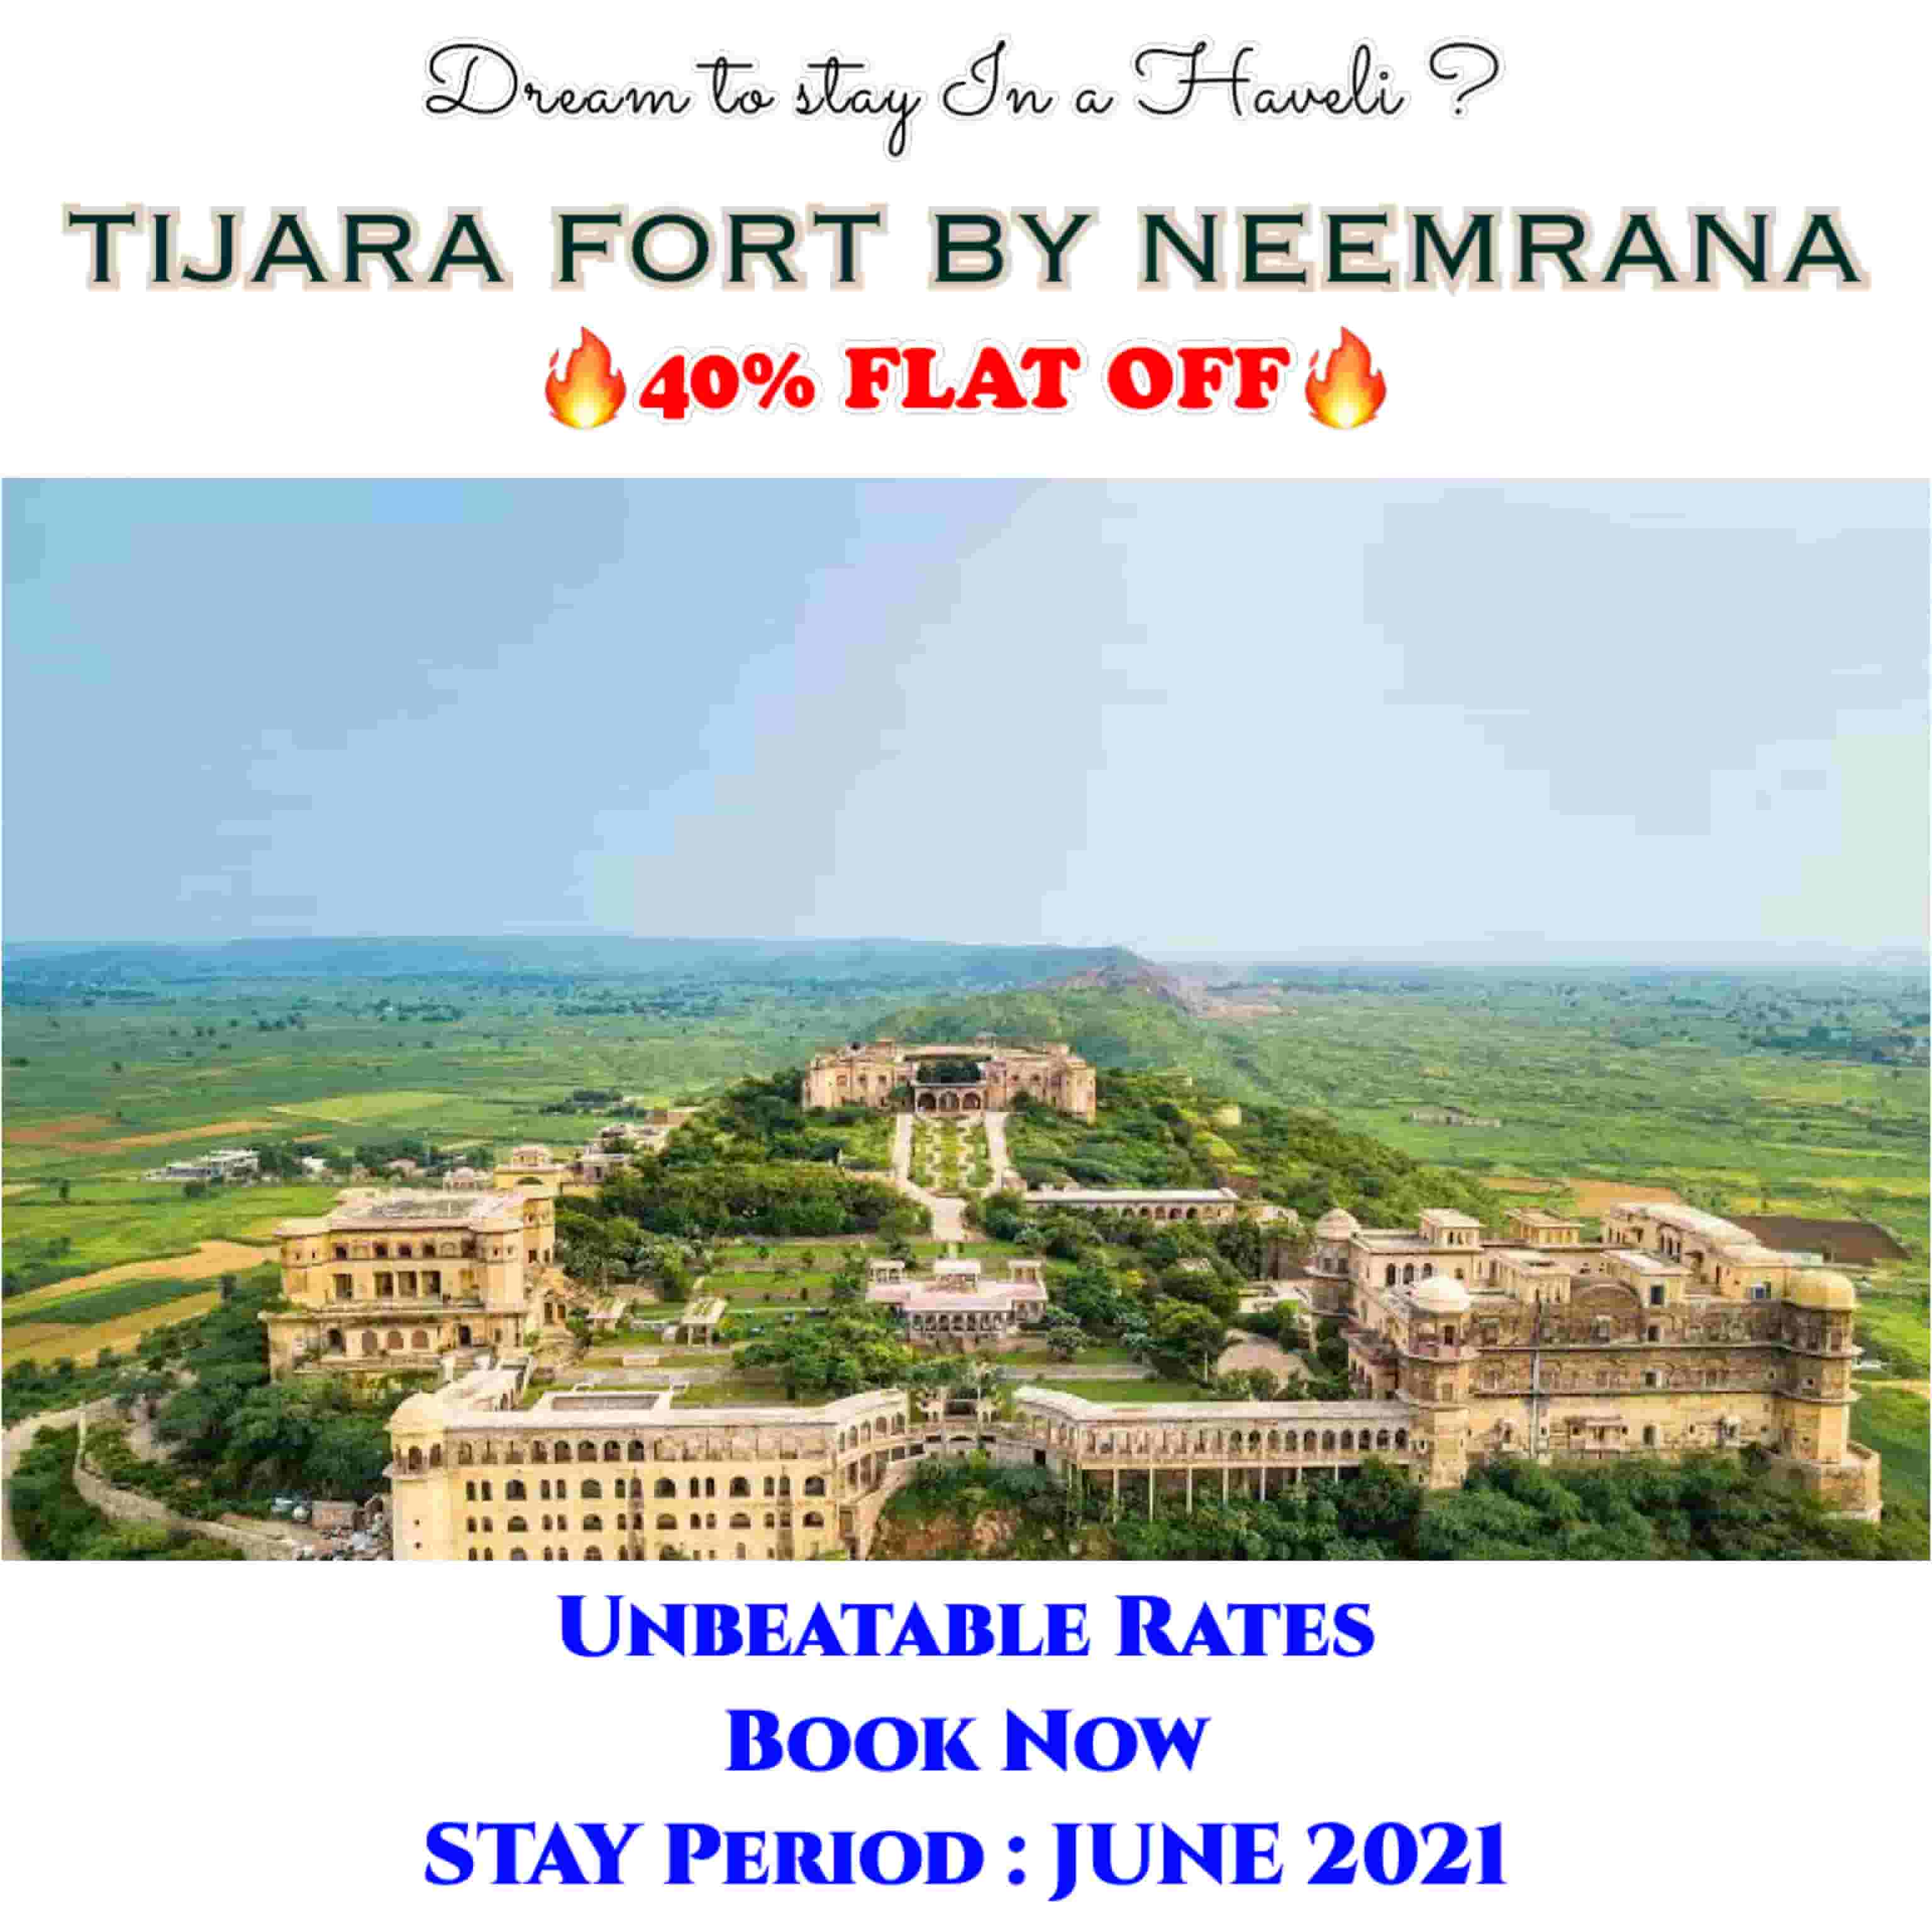 Dream to stay In a Haveli ?
TIJARA FORT BY NEEMRANA
🔥40% FLAT OFF🔥
UNBEATABLE RATES
BOOK NOW
STAY PERIOD : JUNE 2021